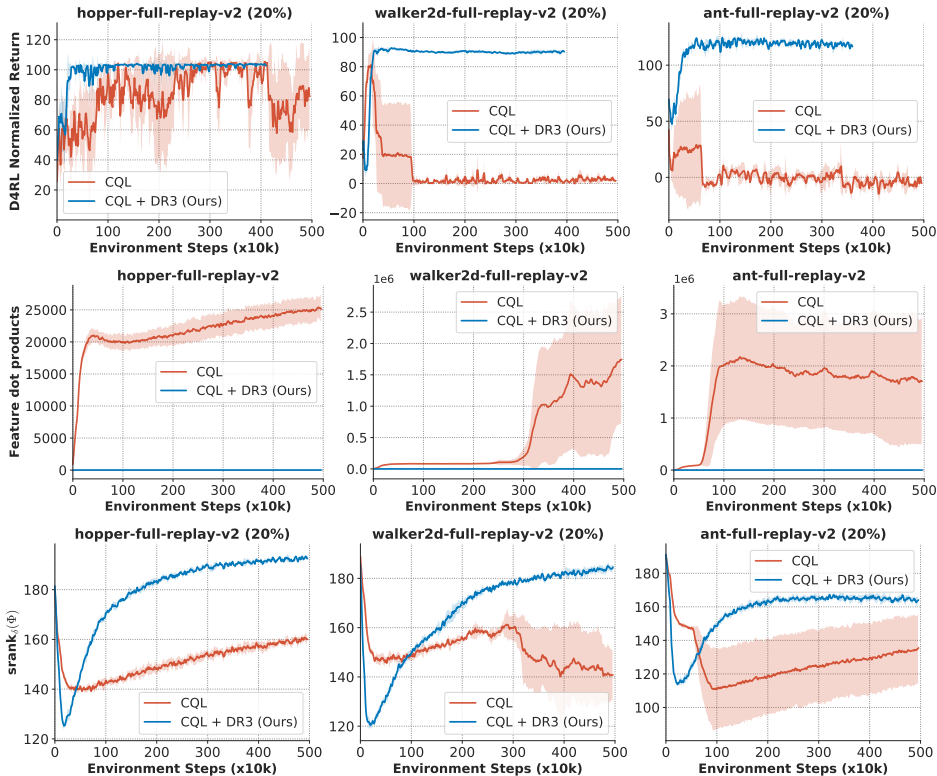 hopper-full-replay-v2 (20%)
walker2d-full-replay-v2 (20%)
ant-full-replay-v2 (20%)
D4RL Normalized Return
120
100
80
60
40
20
CQL
CQL + DR3 (Ours)
0 100 200 300 400 500
Environment Steps (x10k)
100
80
60
40
20
0
−20
CQL
CQL + DR3 (Ours)
0 100 200 300 400 500
Environment Steps (x10k)
100
50
0
CQL
CQL + DR3 (Ours)
0 100 200 300 400 500
Environment Steps (x10k)
hopper-full-replay-v2
walker2d-full-replay-v2
ant-full-replay-v2
Feature dot products
25000
20000
15000
10000
5000
0
CQL
CQL + DR3 (Ours)
0 100 200 300 400 500
Environment Steps (x10k)
1e6
2.5
2.0
1.5
1.0
0.5
0.0
CQL
CQL + DR3 (Ours)
0 100 200 300 400 500
Environment Steps (x10k)
1e6
3
2
1
0
CQL
CQL + DR3 (Ours)
0 100 200 300 400 500
Environment Steps (x10k)
hopper-full-replay-v2 (20%)
walker2d-full-replay-v2 (20%)
ant-full-replay-v2 (20%)
srankδ(Φ)
180
160
140
120
CQL
CQL + DR3 (Ours)
0 100 200 300 400 500
Environment Steps (x10k)
180
160
140
120
CQL
CQL + DR3 (Ours)
0 100 200 300 400 500
Environment Steps (x10k)
180
160
140
120
100
CQL
CQL + DR3 (Ours)
0 100 200 300 400 500
Environment Steps (x10k)